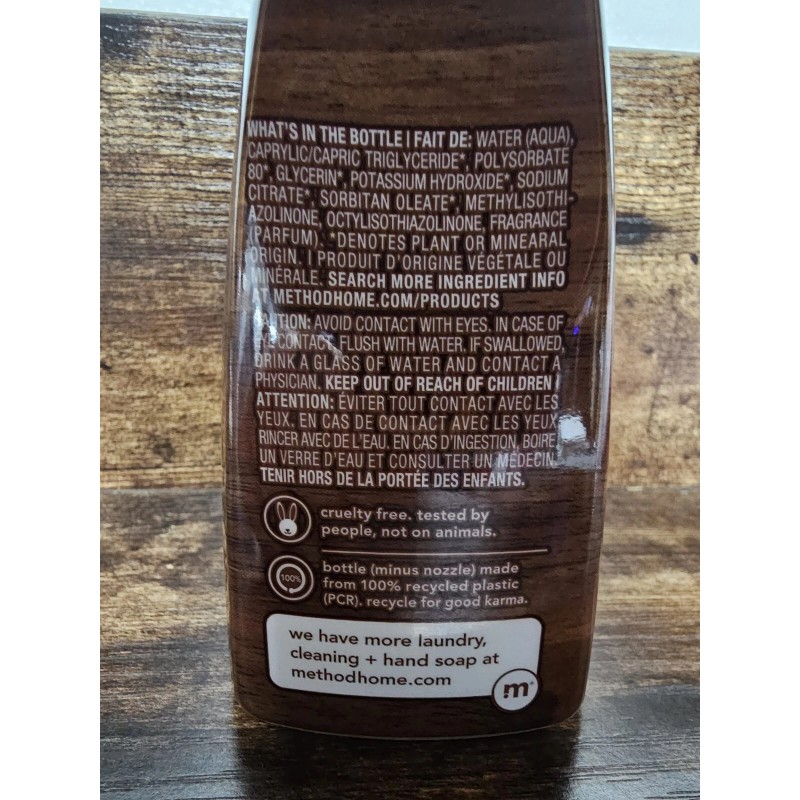 WHAT'S IN THE BOTTLE | FAIT DE: WATER (AQUA),
CAPRYLIC/CAPRIC TRIGLYCERIDE*, POLYSORBATE
80*, GLYCERIN*, POTASSIUM HYDROXIDE*, SODIUM
CITRATE*, SORBITAN OLEATE*, METHYLISOTHI-
AZOLINONE, OCTYLISOTHIAZOLINONE, FRAGRANCE
(PARFUM). *DENOTES PLANT OR MINEARAL
ORIGIN. | PRODUIT D'ORIGINE VÉGÉTALE OU
MINÉRALE. SEARCH MORE INGREDIENT INFO
AT METHODHOME.COM/PRODUCTS
CAUTION: AVOID CONTACT WITH EYES. IN CASE OF
EYE CONTACT, FLUSH WITH WATER. IF SWALLOWED,
DRINK A GLASS OF WATER AND CONTACT A
PHYSICIAN. KEEP OUT OF REACH OF CHILDREN |
ATTENTION: ÉVITER TOUT CONTACT AVEC LES
YEUX. EN CAS DE CONTACT AVEC LES YEUX,
RINCER AVEC DE L'EAU. EN CAS D'INGESTION, BOIRE
UN VERRE D'EAU ET CONSULTER UN MÉDECIN.
TENIR HORS DE LA PORTÉE DES ENFANTS.
cruelty free. tested by
people, not on animals.
100%
bottle (minus nozzle) made
from 100% recycled plastic
(PCR). recycle for good karma.
we have more laundry,
cleaning + hand soap at
methodhome.com
m®